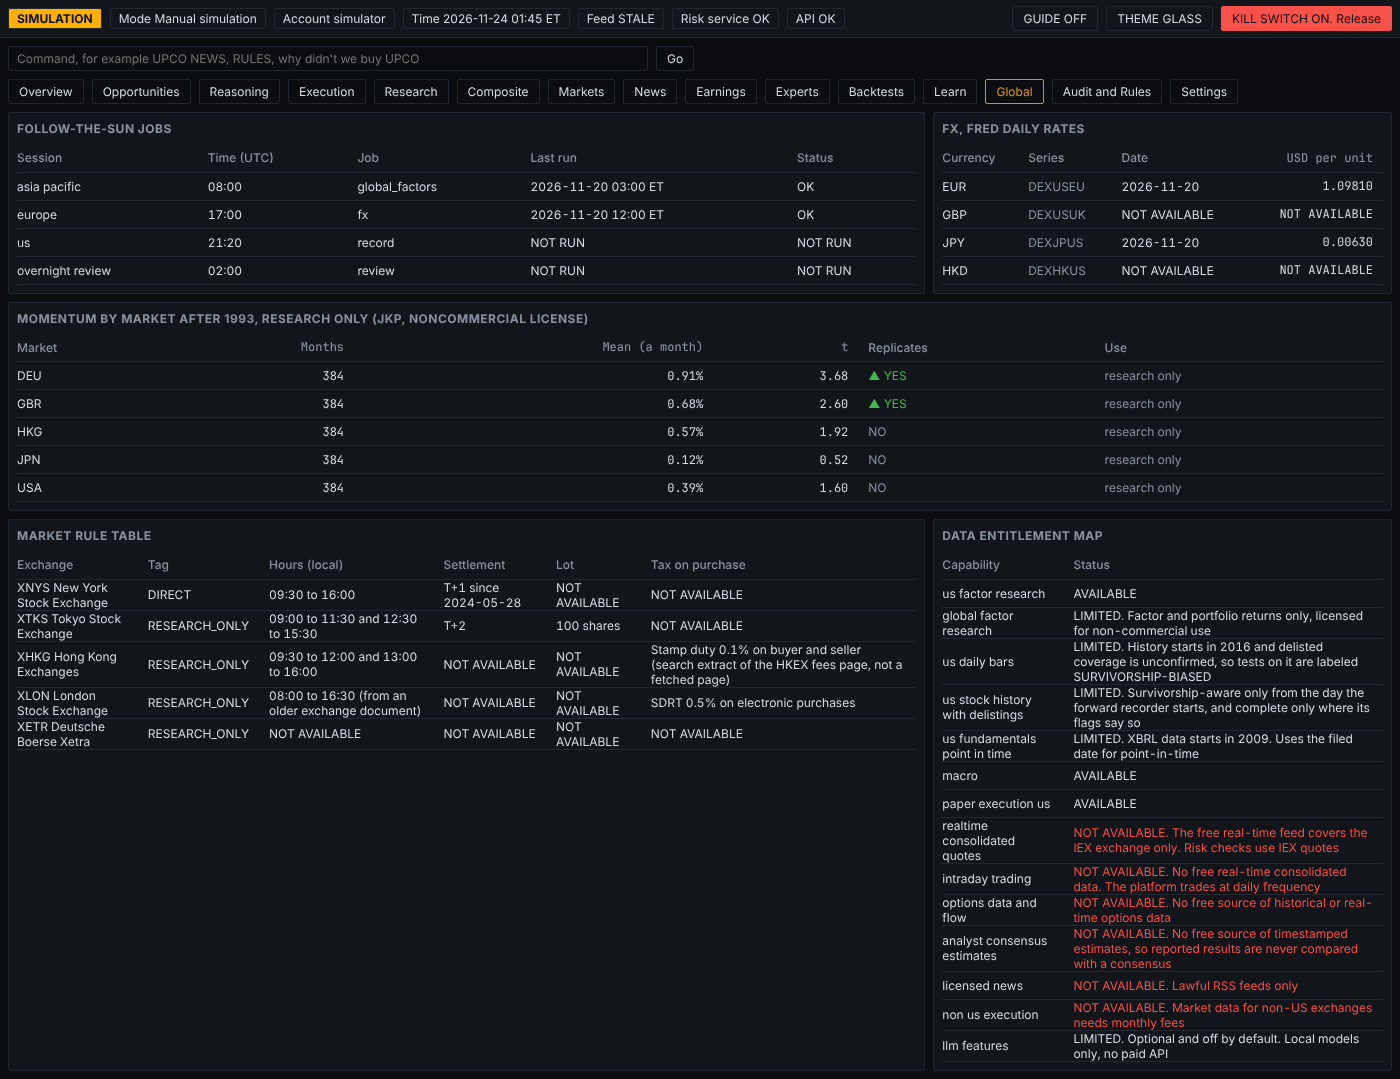 SIMULATION
Mode Manual simulation
Account simulator
Time 2026-11-24 01:45 ET
Feed STALE
Risk service OK
API OK
GUIDE OFF
THEME GLASS
KILL SWITCH ON. Release
Command, for example UPCO NEWS, RULES, why didn't we buy UPCO
Go
Overview
Opportunities
Reasoning
Execution
Research
Composite
Markets
News
Earnings
Experts
Backtests
Learn
Global
Audit and Rules
Settings
FOLLOW-THE-SUN JOBS
Session Time (UTC) Job Last run Status
asia pacific 08:00 global_factors 2026-11-20 03:00 ET OK
europe 17:00 fx 2026-11-20 12:00 ET OK
us 21:20 record NOT RUN NOT RUN
overnight review 02:00 review NOT RUN NOT RUN
FX, FRED DAILY RATES
Currency Series Date USD per unit
EUR DEXUSEU 2026-11-20 1.09810
GBP DEXUSUK NOT AVAILABLE NOT AVAILABLE
JPY DEXJPUS 2026-11-20 0.00630
HKD DEXHKUS NOT AVAILABLE NOT AVAILABLE
MOMENTUM BY MARKET AFTER 1993, RESEARCH ONLY (JKP, NONCOMMERCIAL LICENSE)
Market Months Mean (a month) t Replicates Use
DEU 384 0.91% 3.68 ▲ YES research only
GBR 384 0.68% 2.60 ▲ YES research only
HKG 384 0.57% 1.92 NO research only
JPN 384 0.12% 0.52 NO research only
USA 384 0.39% 1.60 NO research only
MARKET RULE TABLE
Exchange Tag Hours (local) Settlement Lot Tax on purchase
XNYS New York
Stock Exchange
DIRECT
09:30 to 16:00
T+1 since
2024-05-28
NOT
AVAILABLE
NOT AVAILABLE
XTKS Tokyo Stock
Exchange
RESEARCH_ONLY
09:00 to 11:30 and 12:30
to 15:30
T+2
100 shares
NOT AVAILABLE
XHKG Hong Kong
Exchanges
RESEARCH_ONLY
09:30 to 12:00 and 13:00
to 16:00
NOT AVAILABLE
NOT
AVAILABLE
Stamp duty 0.1% on buyer and seller
(search extract of the HKEX fees page, not a
fetched page)
XLON London
Stock Exchange
RESEARCH_ONLY
08:00 to 16:30 (from an
older exchange document)
NOT AVAILABLE
NOT
AVAILABLE
SDRT 0.5% on electronic purchases
XETR Deutsche
Boerse Xetra
RESEARCH_ONLY
NOT AVAILABLE
NOT AVAILABLE
NOT
AVAILABLE
NOT AVAILABLE
DATA ENTITLEMENT MAP
Capability Status
us factor research
AVAILABLE
global factor
research
LIMITED. Factor and portfolio returns only, licensed
for non-commercial use
us daily bars
LIMITED. History starts in 2016 and delisted
coverage is unconfirmed, so tests on it are labeled
SURVIVORSHIP-BIASED
us stock history
with delistings
LIMITED. Survivorship-aware only from the day the
forward recorder starts, and complete only where its
flags say so
us fundamentals
point in time
LIMITED. XBRL data starts in 2009. Uses the filed
date for point-in-time
macro
AVAILABLE
paper execution us
AVAILABLE
realtime
consolidated
quotes
NOT AVAILABLE. The free real-time feed covers the
IEX exchange only. Risk checks use IEX quotes
intraday trading
NOT AVAILABLE. No free real-time consolidated
data. The platform trades at daily frequency
options data and
flow
NOT AVAILABLE. No free source of historical or real-
time options data
analyst consensus
estimates
NOT AVAILABLE. No free source of timestamped
estimates, so reported results are never compared
with a consensus
licensed news
NOT AVAILABLE. Lawful RSS feeds only
non us execution
NOT AVAILABLE. Market data for non-US exchanges
needs monthly fees
llm features
LIMITED. Optional and off by default. Local models
only, no paid API